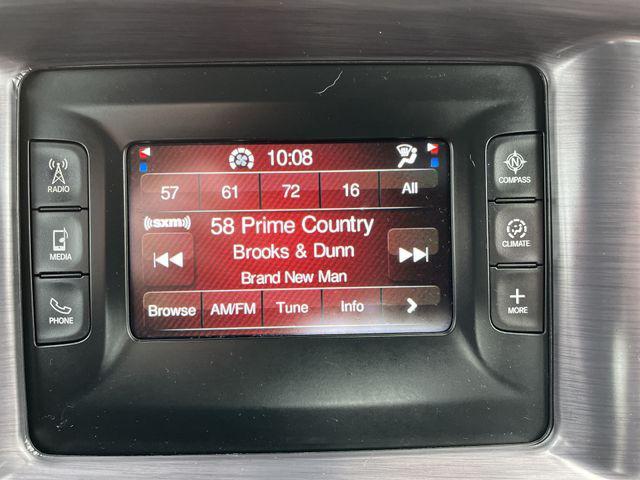 10:08
57 61 72 16 All
((sxm)) 58 Prime Country
Brooks & Dunn
Brand New Man
Browse AM/FM Tune Info >
RADIO
MEDIA
PHONE
COMPASS
CLIMATE
MORE